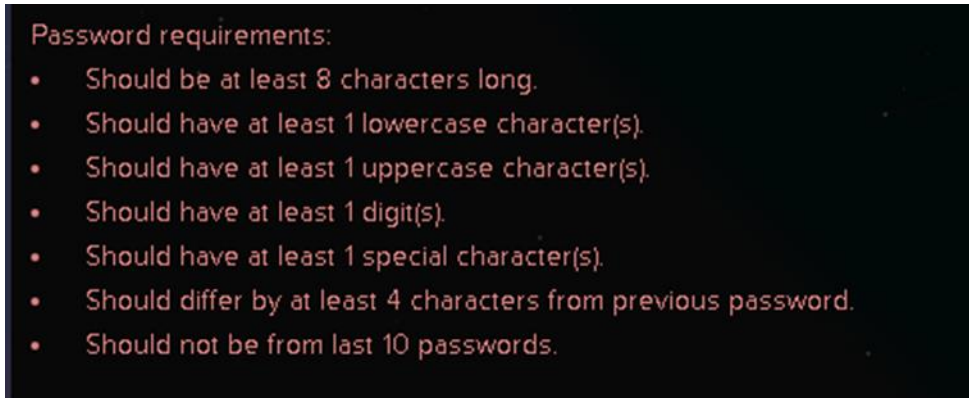 Password requirements:
• Should be at least 8 characters long.
• Should have at least 1 lowercase character(s).
• Should have at least 1 uppercase character(s).
• Should have at least 1 digit(s).
• Should have at least 1 special character(s).
• Should differ by at least 4 characters from previous password.
• Should not be from last 10 passwords.